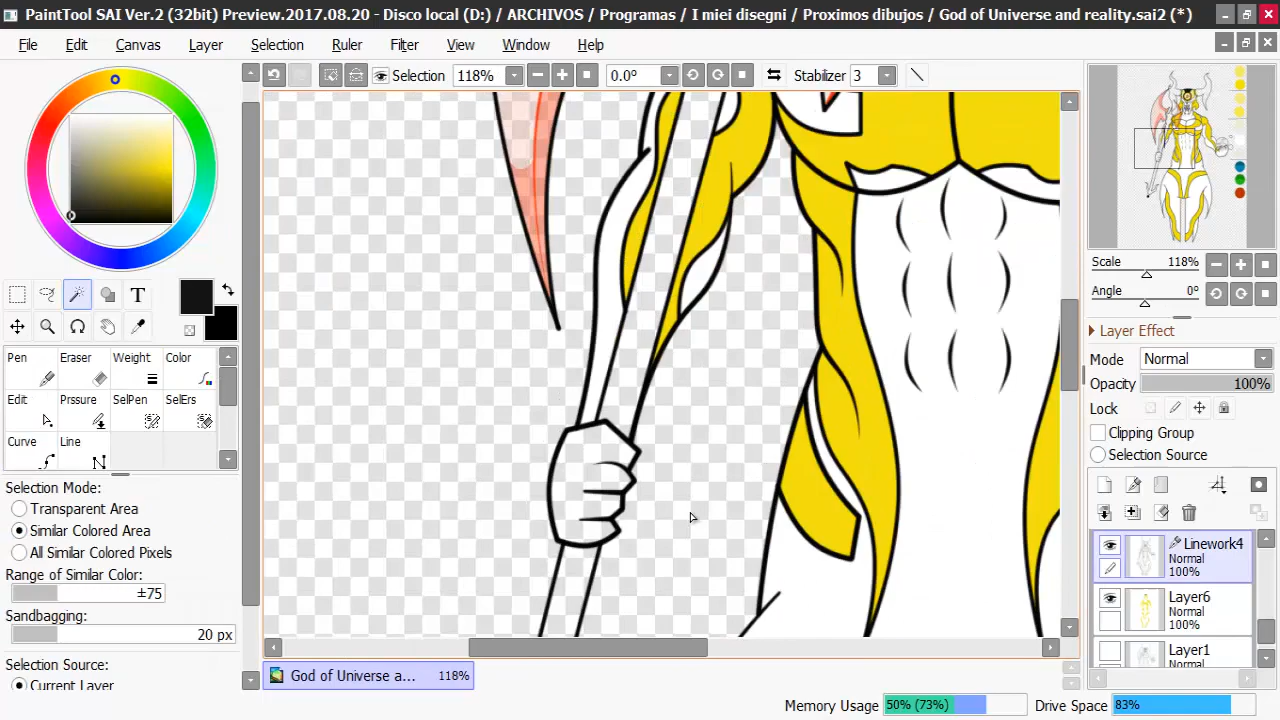 PaintTool SAI Ver.2 (32bit) Preview.2017.08.20 - Disco local (D:) / ARCHIVOS / Programas / I miei disegni / Proximos dibujos / God of Universe and reality.sai2 (*)
File Edit Canvas Layer Selection Ruler Filter View Window Help
Selection 118% 0.0° Stabilizer 3
Scale 118%
Angle 0°
T
Layer Effect
Mode Normal
Opacity 100%
Lock
Clipping Group
Selection Source
Pen Eraser Weight Color
Edit Prssure SelPen SelErs
Curve Line
Selection Mode:
Transparent Area
Similar Colored Area
All Similar Colored Pixels
Range of Similar Color:
±75
Sandbagging:
20 px
Selection Source:
Current Layer
Linework4
Normal
100%
Layer6
Normal
100%
Layer1
Normal
God of Universe a... 118%
Memory Usage 50% (73%) Drive Space 83%